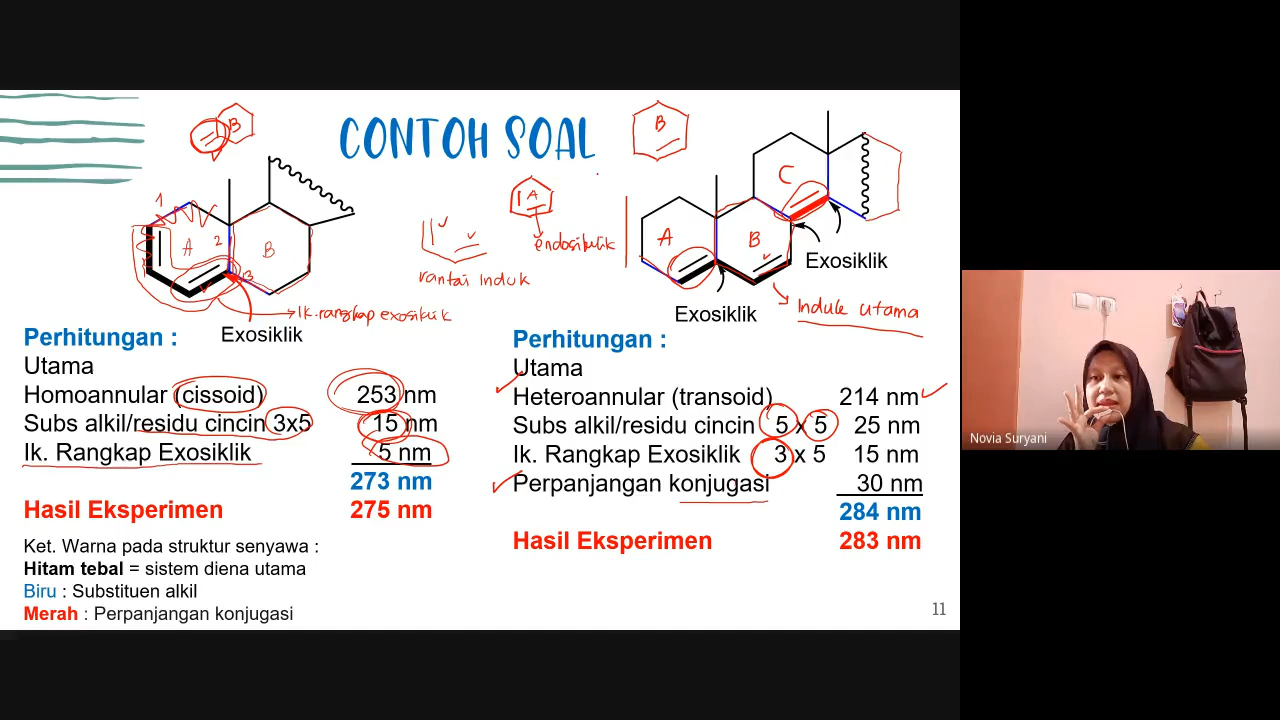 CONTOH SOAL
B
1
A
2
B
3
Exosiklik
Ik. rangkap exosiklik
rantai induk
A
endosiklik
B
A
B
C
Exosiklik
Exosiklik
Induk utama
Perhitungan :
Utama
Homoannular (cissoid) 253 nm
Subs alkil/residu cincin 3x5 15 nm
Ik. Rangkap Exosiklik 5 nm
273 nm
Hasil Eksperimen 275 nm
Ket. Warna pada struktur senyawa :
Hitam tebal = sistem diena utama
Biru : Substituen alkil
Merah : Perpanjangan konjugasi
Perhitungan :
Utama
Heteroannular (transoid) 214 nm
Subs alkil/residu cincin 5 x 5 25 nm
Ik. Rangkap Exosiklik 3 x 5 15 nm
Perpanjangan konjugasi 30 nm
284 nm
Hasil Eksperimen 283 nm
11
Novia Suryani